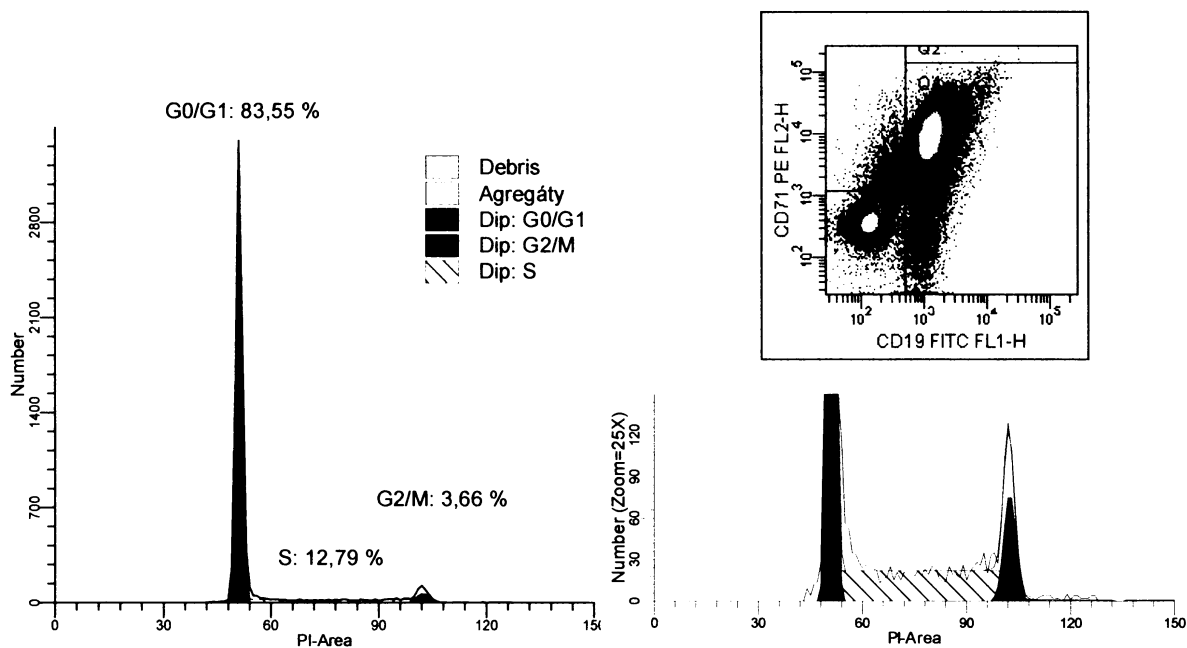 G0/G1: 83,55 %
Debris
Agregáty
Dip: G0/G1
Dip: G2/M
Dip: S
G2/M: 3,66 %
S: 12,79 %
Number
0
700
1400
2100
2800
0
30
60
90
120
PI-Area
Q2
CD71 PE FL2-H
10^5
10^4
10^3
10^2
10^2
10^3
10^4
10^5
CD19 FITC FL1-H
Number (Zoom=25X)
120
90
60
30
0
0
30
60
90
120
150
PI-Area